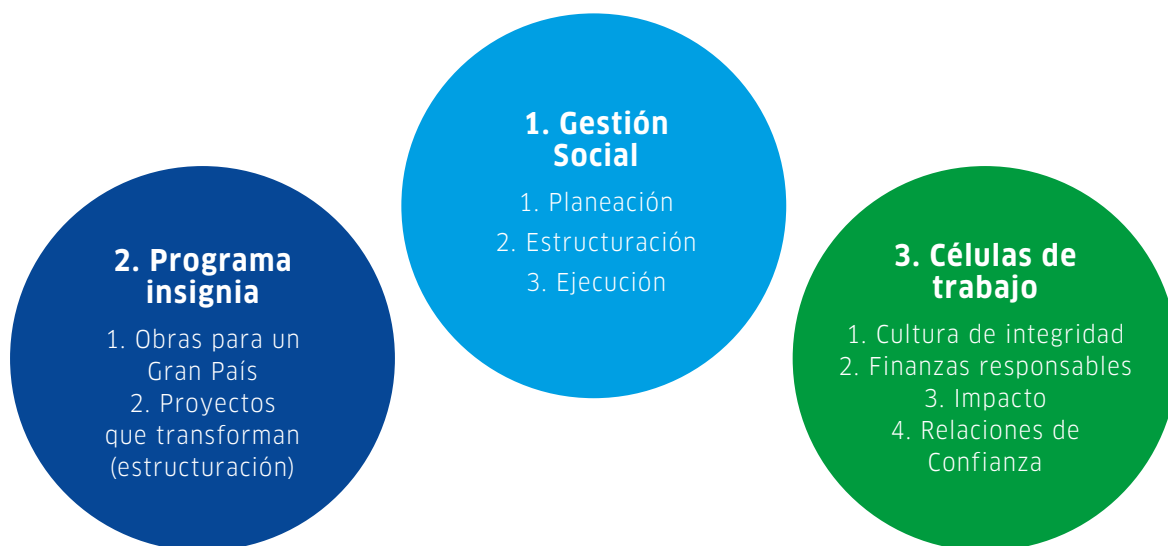 1. Gestión
Social
1. Planeación
2. Estructuración
3. Ejecución
2. Programa
insignia
1. Obras para un
Gran País
2. Proyectos
que transforman
(estructuración)
3. Células de
trabajo
1. Cultura de integridad
2. Finanzas responsables
3. Impacto
4. Relaciones de
Confianza